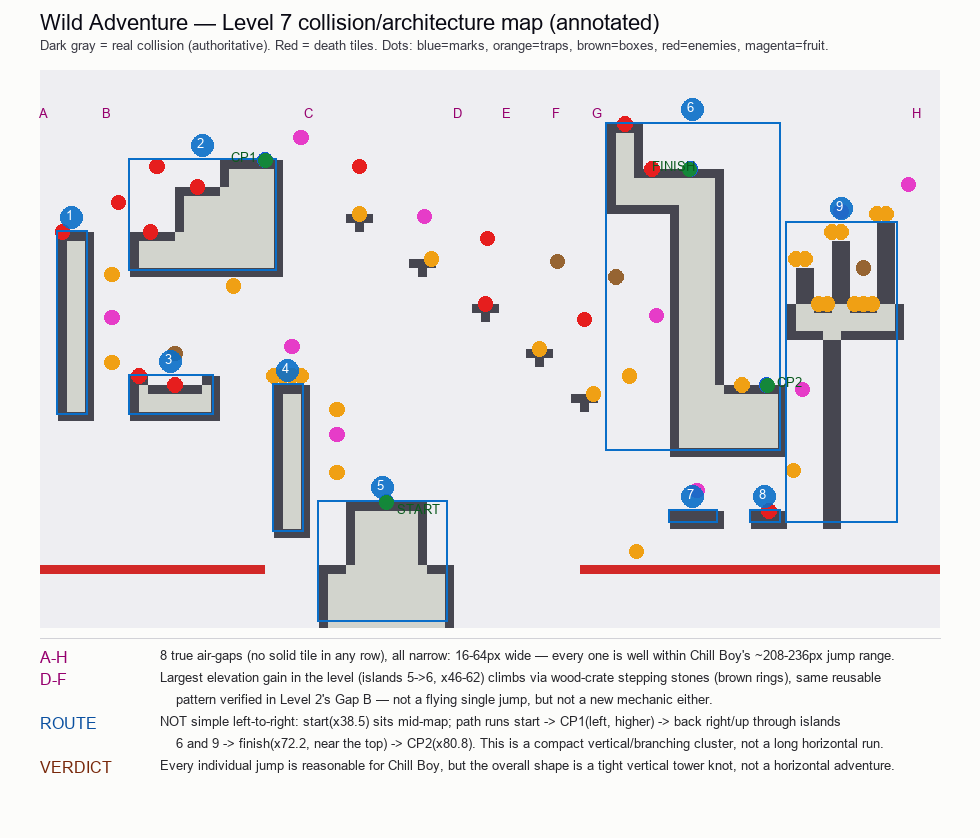 Wild Adventure — Level 7 collision/architecture map (annotated)
Dark gray = real collision (authoritative). Red = death tiles. Dots: blue=marks, orange=traps, brown=boxes, red=enemies, magenta=fruit.
A B C D E F G H
6
2
CP1
FINISH
9
1
3
4
CP2
5
START
7 8
A-H 8 true air-gaps (no solid tile in any row), all narrow: 16-64px wide — every one is well within Chill Boy's ~208-236px jump range.
D-F Largest elevation gain in the level (islands 5->6, x46-62) climbs via wood-crate stepping stones (brown rings), same reusable
pattern verified in Level 2's Gap B — not a flying single jump, but not a new mechanic either.
ROUTE NOT simple left-to-right: start(x38.5) sits mid-map; path runs start -> CP1(left, higher) -> back right/up through islands
6 and 9 -> finish(x72.2, near the top) -> CP2(x80.8). This is a compact vertical/branching cluster, not a long horizontal run.
VERDICT Every individual jump is reasonable for Chill Boy, but the overall shape is a tight vertical tower knot, not a horizontal adventure.